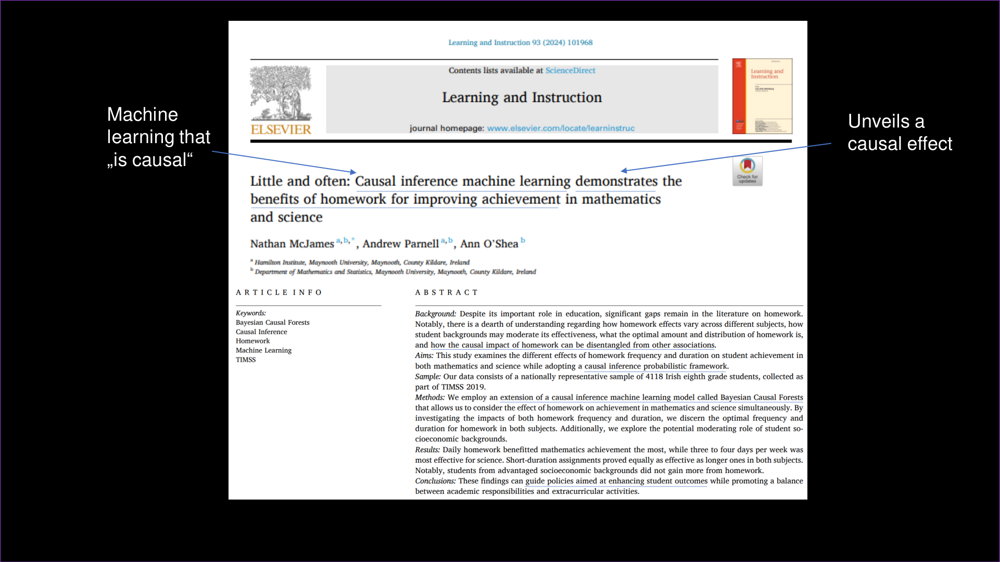 Learning and Instruction 93 (2024) 101968
Contents lists available at ScienceDirect
Learning and Instruction
journal homepage: www.elsevier.com/locate/learninstruc
ELSEVIER
Learning and
Instruction
Machine
learning that
„is causal“
Unveils a
causal effect
Check for
updates
Little and often: Causal inference machine learning demonstrates the
benefits of homework for improving achievement in mathematics
and science
Nathan McJames a,b,*, Andrew Parnell a,b, Ann O'Shea b
a Hamilton Institute, Maynooth University, Maynooth, County Kildare, Ireland
b Department of Mathematics and Statistics, Maynooth University, Maynooth, County Kildare, Ireland
ARTICLE INFO
Keywords:
Bayesian Causal Forests
Causal Inference
Homework
Machine Learning
TIMSS
ABSTRACT
Background: Despite its important role in education, significant gaps remain in the literature on homework.
Notably, there is a dearth of understanding regarding how homework effects vary across different subjects, how
student backgrounds may moderate its effectiveness, what the optimal amount and distribution of homework is,
and how the causal impact of homework can be disentangled from other associations.
Aims: This study examines the different effects of homework frequency and duration on student achievement in
both mathematics and science while adopting a causal inference probabilistic framework.
Sample: Our data consists of a nationally representative sample of 4118 Irish eighth grade students, collected as
part of TIMSS 2019.
Methods: We employ an extension of a causal inference machine learning model called Bayesian Causal Forests
that allows us to consider the effect of homework on achievement in mathematics and science simultaneously. By
investigating the impacts of both homework frequency and duration, we discern the optimal frequency and
duration for homework in both subjects. Additionally, we explore the potential moderating role of student so-
cioeconomic backgrounds.
Results: Daily homework benefitted mathematics achievement the most, while three to four days per week was
most effective for science. Short-duration assignments proved equally as effective as longer ones in both subjects.
Notably, students from advantaged socioeconomic backgrounds did not gain more from homework.
Conclusions: These findings can guide policies aimed at enhancing student outcomes while promoting a balance
between academic responsibilities and extracurricular activities.